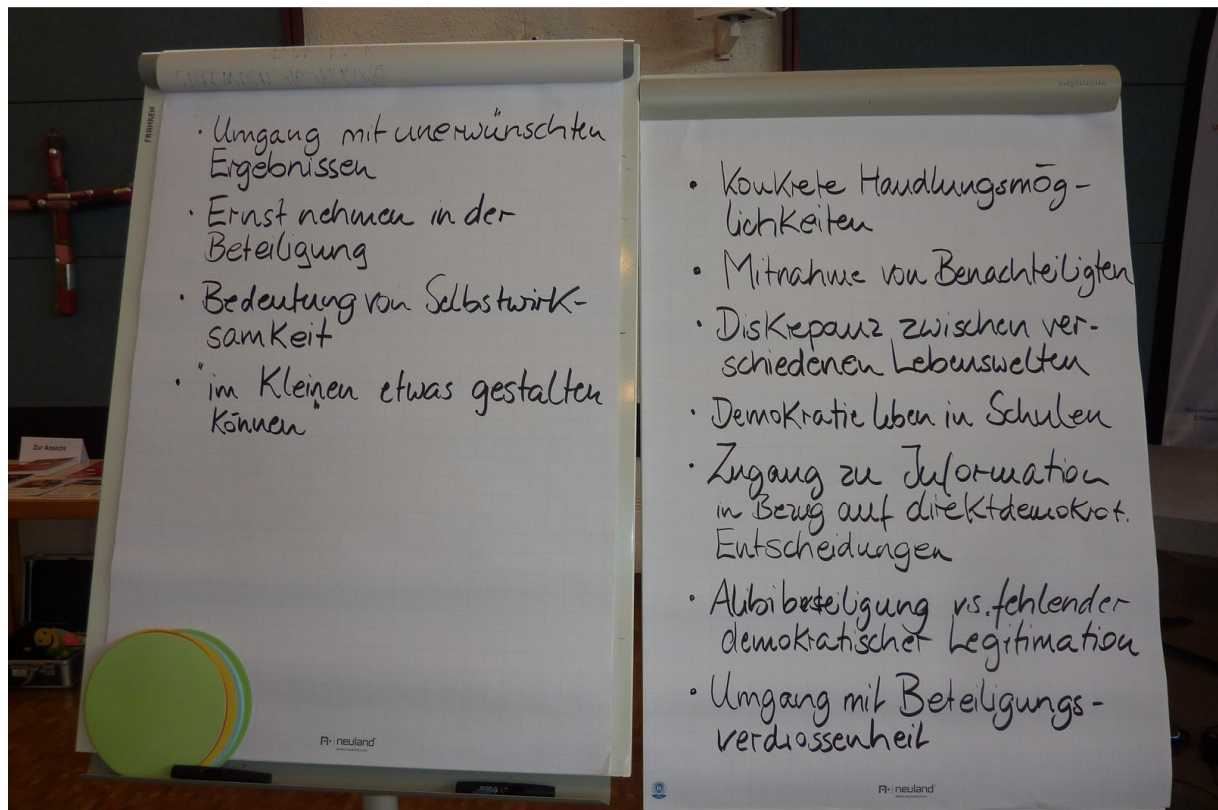 FRANKEN
• Umgang mit unerwünschten
Ergebnissen
• Ernst nehmen in der
Beteiligung
• Bedeutung von Selbstwirk-
samkeit
• "im Kleinen etwas gestalten
können"
Zur Ansicht
neuland
magnetoplan
• Konkrete Handlungsmög-
lichkeiten
• Mitnahme von Benachteiligten
• Diskrepanz zwischen ver-
schiedenen Lebenswelten
• Demokratie leben in Schulen
• Zugang zu Information
in Bezug auf direktdemokrat.
Entscheidungen
• Alibibeteiligung vs. fehlender
demokratischer Legitimation
• Umgang mit Beteiligungs-
verdrossenheit
neuland